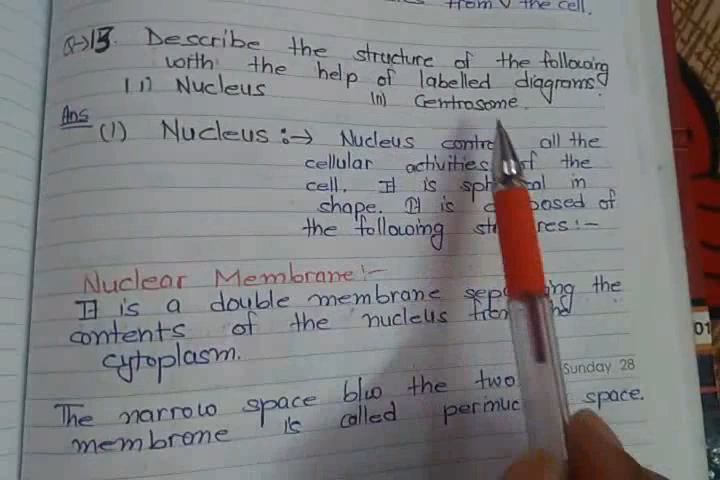 from the cell.
Q→13. Describe the structure of the following
with the help of labelled diagrams.
(i) Nucleus (ii) Centrosome.
Ans
(1) Nucleus :→ Nucleus all the
cellular activities of the
cell. It is in
shape. It is of
the following :-
Nuclear Membrane:-
It is a double membrane the
contents of the nucleus
cytoplasm.
Sunday 28
The narrow space b/w the two
membrane is called space.
01